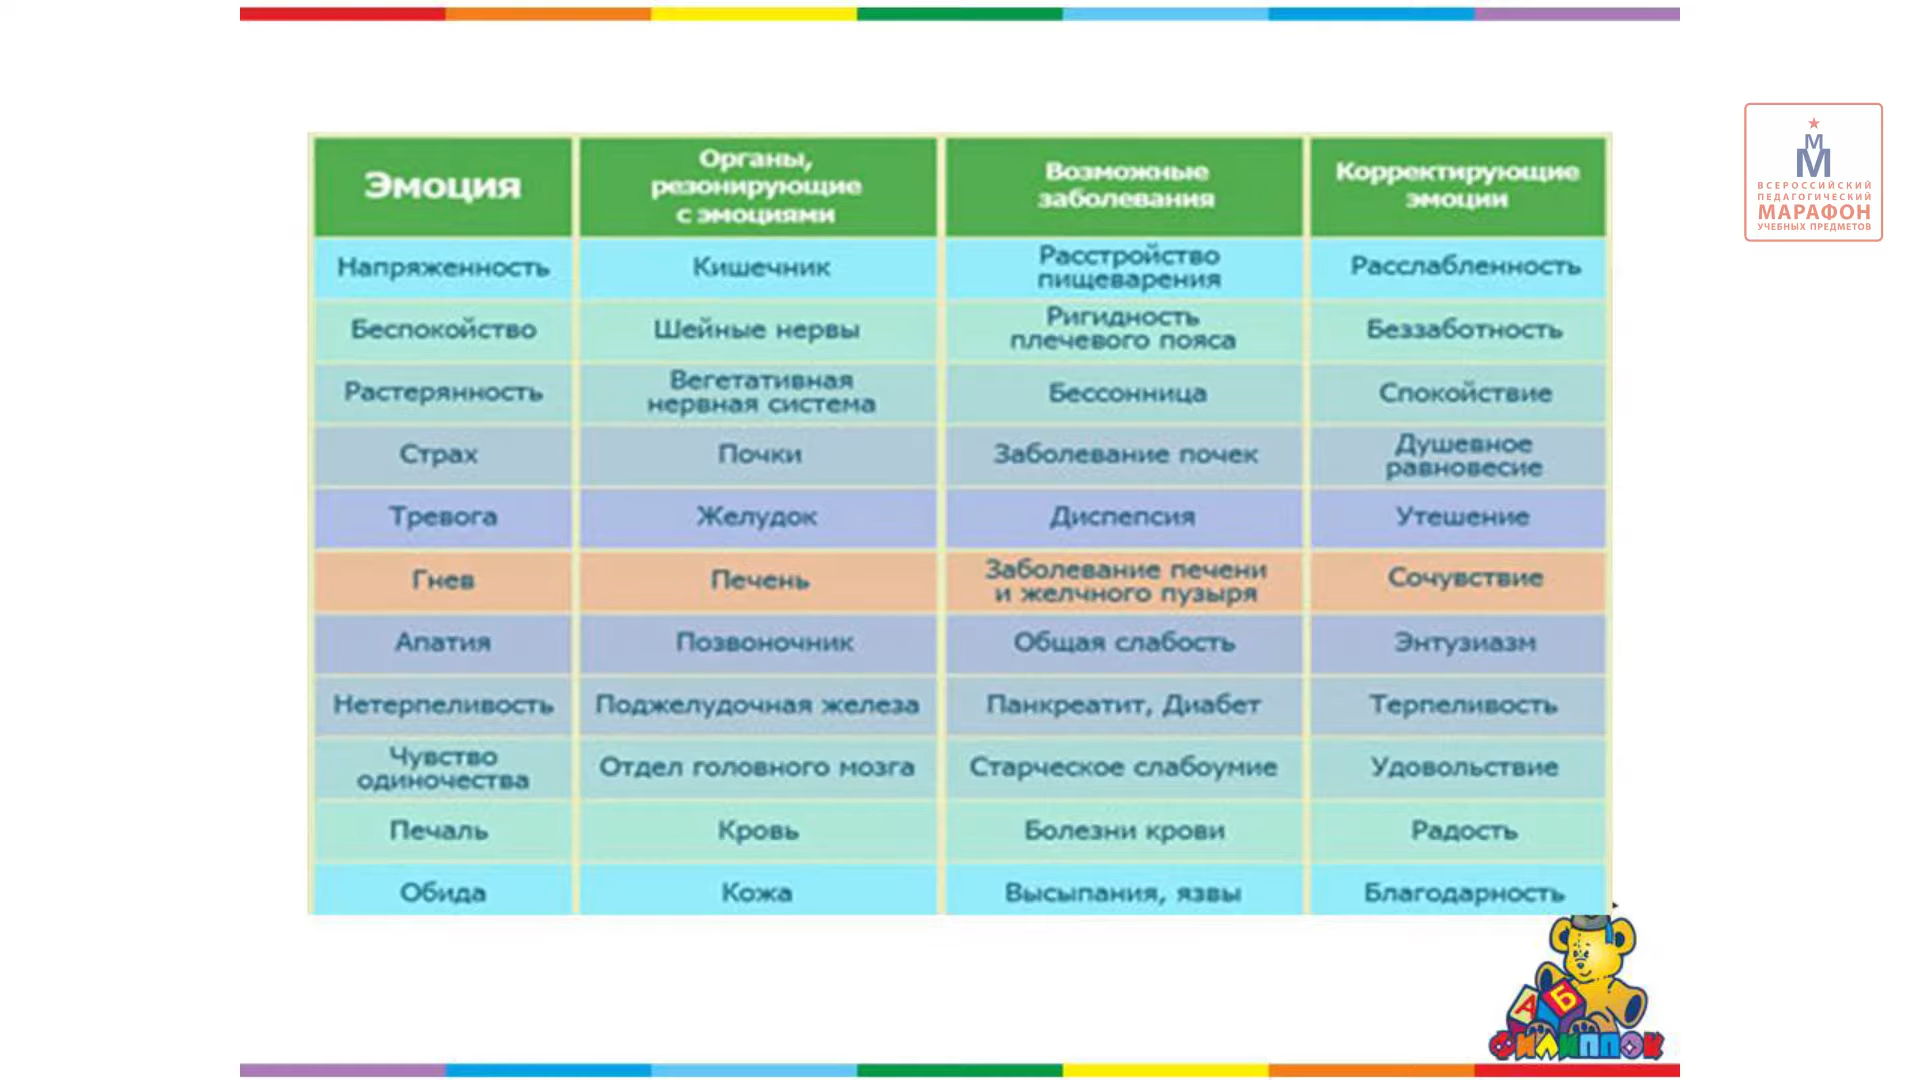 Эмоция
Органы,
резонирующие
с эмоциями
Возможные
заболевания
Корректирующие
эмоции
Напряженность
Кишечник
Расстройство
пищеварения
Расслабленность
Беспокойство
Шейные нервы
Ригидность
плечевого пояса
Беззаботность
Растерянность
Вегетативная
нервная система
Бессонница
Спокойствие
Страх
Почки
Заболевание почек
Душевное
равновесие
Тревога
Желудок
Диспепсия
Утешение
Гнев
Печень
Заболевание печени
и желчного пузыря
Сочувствие
Апатия
Позвоночник
Общая слабость
Энтузиазм
Нетерпеливость
Поджелудочная железа
Панкреатит, Диабет
Терпеливость
Чувство
одиночества
Отдел головного мозга
Старческое слабоумие
Удовольствие
Печаль
Кровь
Болезни крови
Радость
Обида
Кожа
Высыпания, язвы
Благодарность
М
М
ВСЕРОССИЙСКИЙ
ПЕДАГОГИЧЕСКИЙ
МАРАФОН
УЧЕБНЫХ ПРЕДМЕТОВ
А Б
ФИЛИППОК